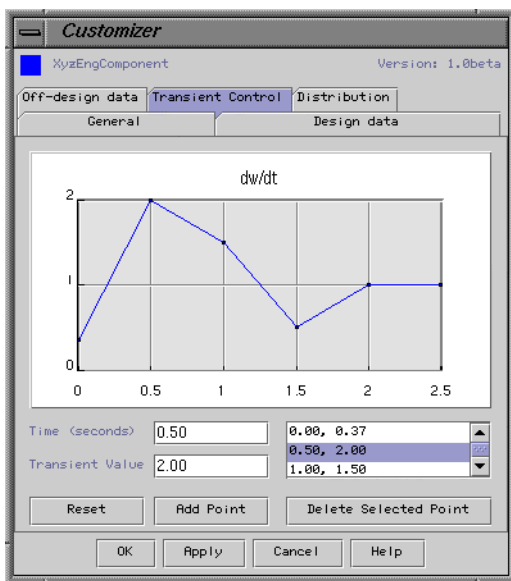 Customizer
XyzEngComponent Version: 1.0beta
Off-design data Transient Control Distribution
General Design data
dw/dt
2
1
0
0 0.5 1 1.5 2 2.5
Time (seconds) 0.50
Transient Value 2.00
0.00, 0.37
0.50, 2.00
1.00, 1.50
Reset Add Point Delete Selected Point
OK Apply Cancel Help